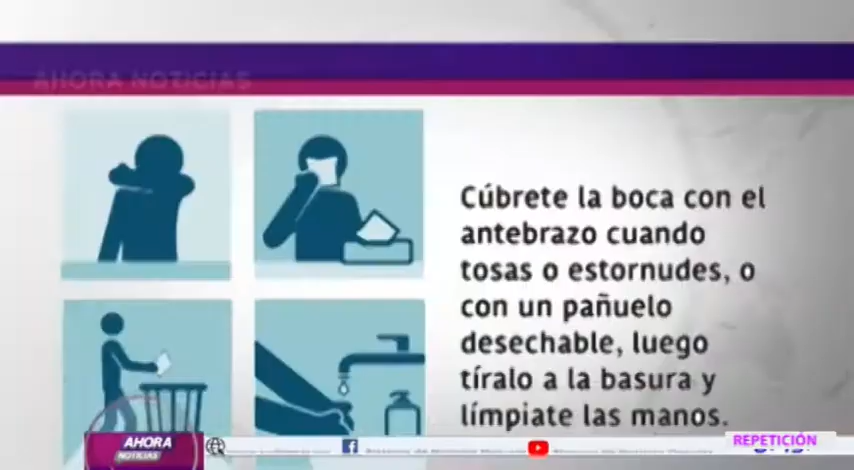 AHORA NOTICIAS
Cúbrete la boca con el
antebrazo cuando
tosas o estornudes, o
con un pañuelo
desechable, luego
tíralo a la basura y
límpiate las manos.
REPETICIÓN
AHORA
NOTICIAS